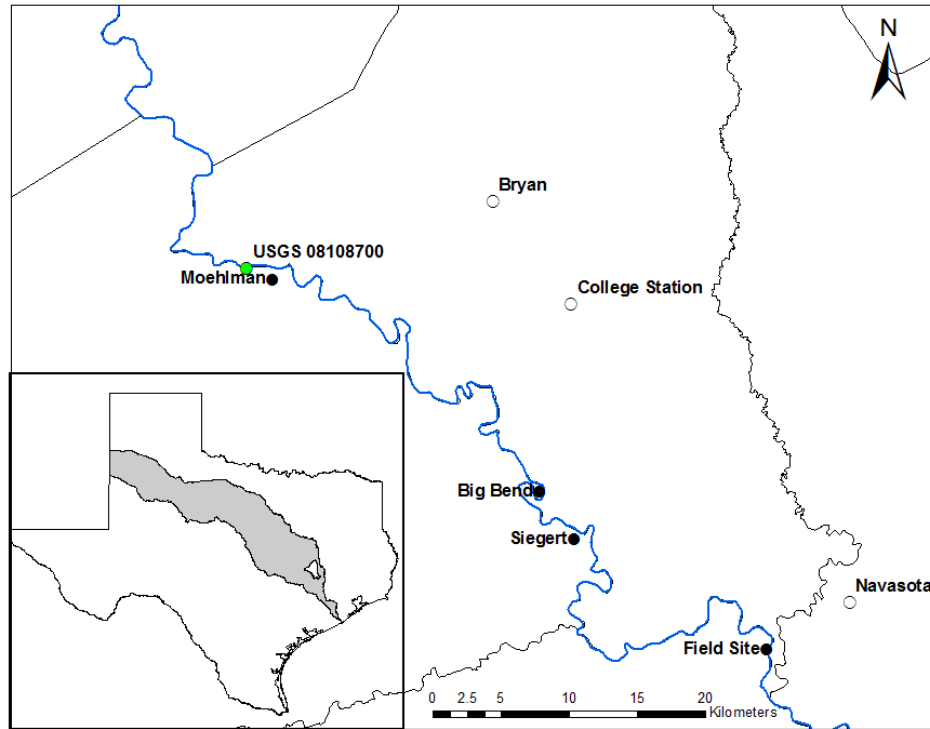 N
Bryan
USGS 08108700
Moehlman
College Station
Big Bend
Siegert
Navasota
Field Site
0 2.5 5 10 15 20
Kilometers